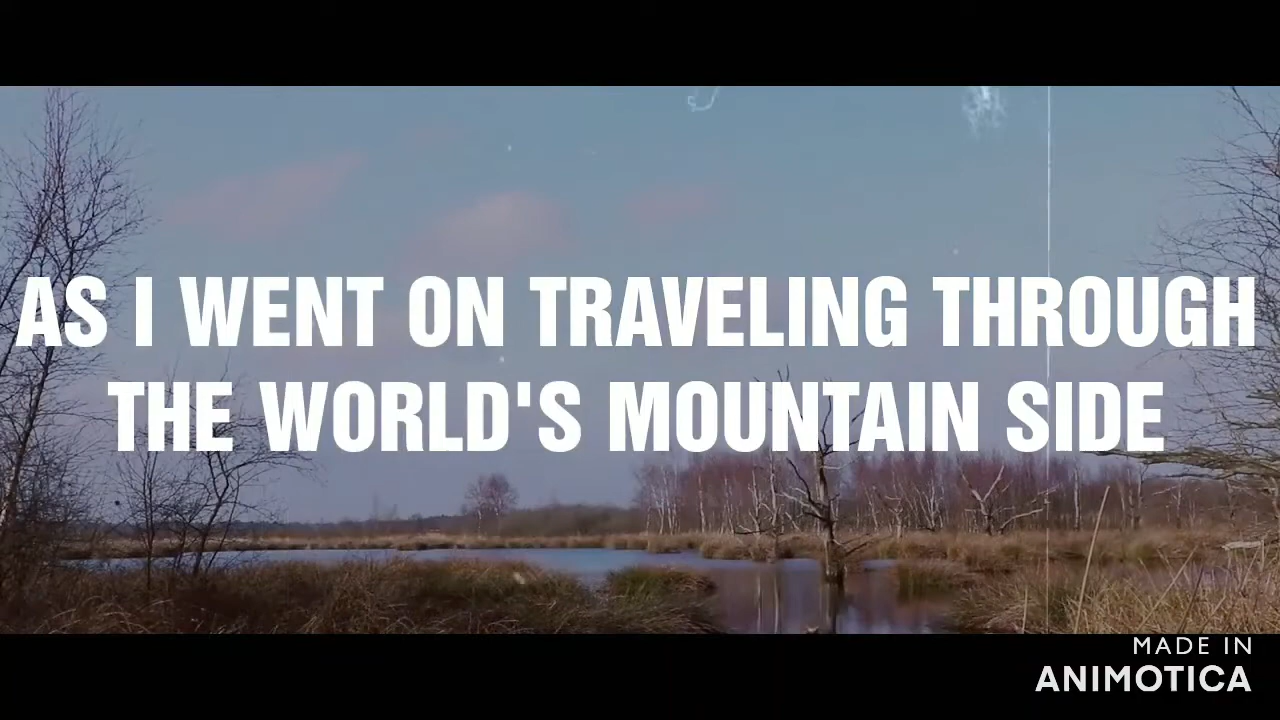 AS I WENT ON TRAVELING THROUGH
THE WORLD'S MOUNTAIN SIDE
MADE IN
ANIMOTICA